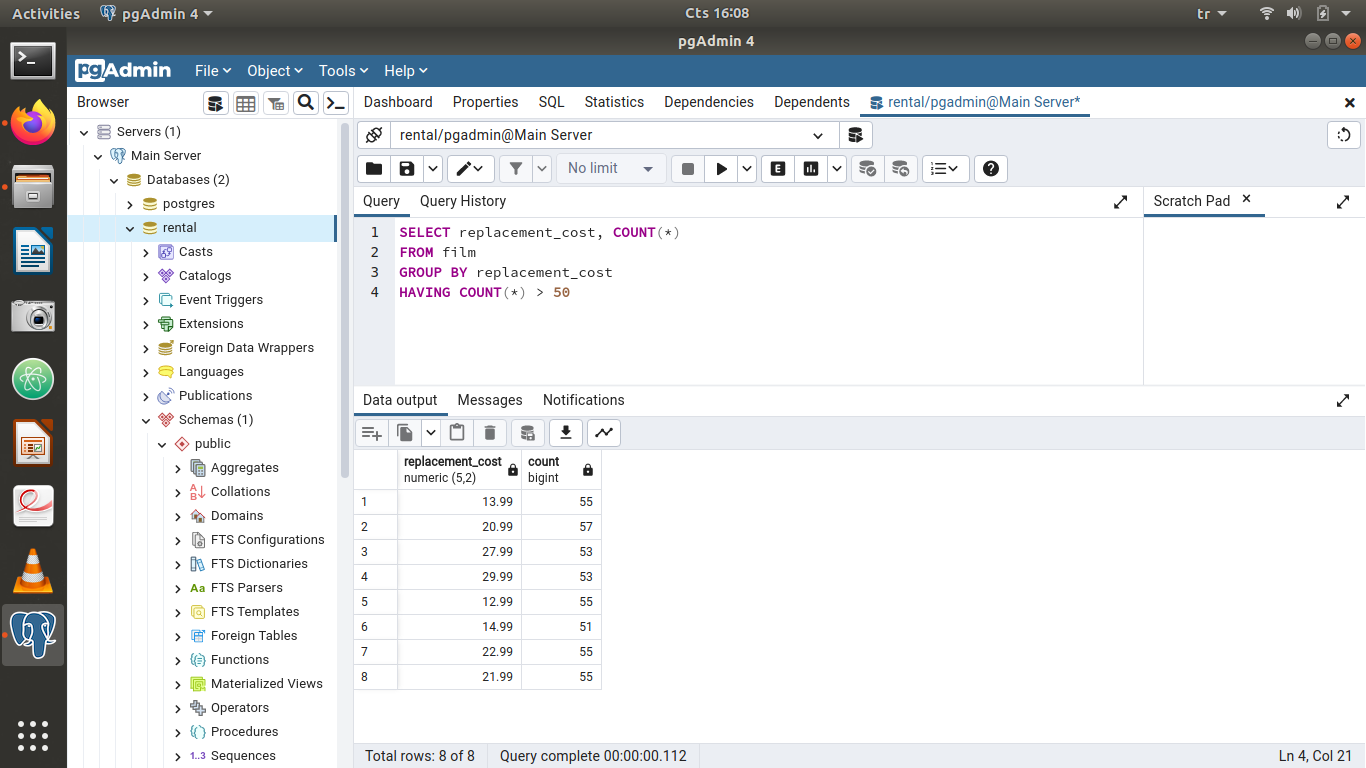 Activities pgAdmin 4 Cts 16:08 tr
pgAdmin 4
pgAdmin File Object Tools Help
Browser Dashboard Properties SQL Statistics Dependencies Dependents rental/pgadmin@Main Server*
Servers (1)
Main Server
Databases (2)
postgres
rental
Casts
Catalogs
Event Triggers
Extensions
Foreign Data Wrappers
Languages
Publications
Schemas (1)
public
Aggregates
Collations
Domains
FTS Configurations
FTS Dictionaries
Aa FTS Parsers
FTS Templates
Foreign Tables
Functions
Materialized Views
Operators
Procedures
1..3 Sequences
rental/pgadmin@Main Server
No limit E
Query Query History Scratch Pad
1 SELECT replacement_cost, COUNT(*)
2 FROM film
3 GROUP BY replacement_cost
4 HAVING COUNT(*) > 50
Data output Messages Notifications
replacement_cost count
numeric (5,2) bigint
1 13.99 55
2 20.99 57
3 27.99 53
4 29.99 53
5 12.99 55
6 14.99 51
7 22.99 55
8 21.99 55
Total rows: 8 of 8 Query complete 00:00:00.112 Ln 4, Col 21